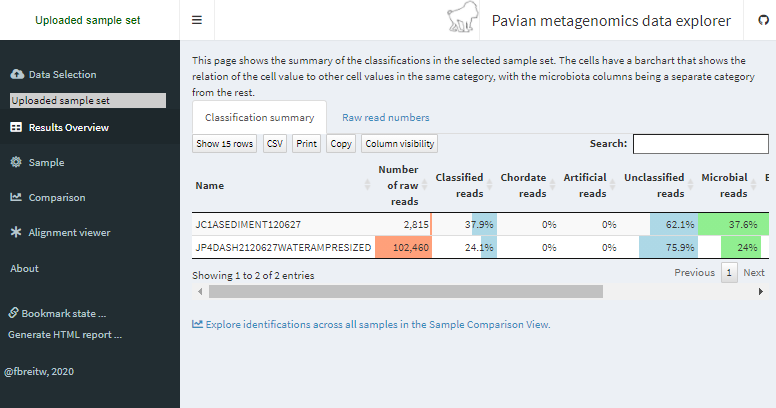 Uploaded sample set
Pavian metagenomics data explorer
Data Selection
Uploaded sample set
Results Overview
Sample
Comparison
Alignment viewer
About
Bookmark state ...
Generate HTML report ...
@fbreitw, 2020
This page shows the summary of the classifications in the selected sample set. The cells have a barchart that shows the
relation of the cell value to other cell values in the same category, with the microbiota columns being a separate category
from the rest.
Classification summary Raw read numbers
Show 15 rows CSV Print Copy Column visibility Search:
Name Number of raw reads Classified reads Chordate reads Artificial reads Unclassified reads Microbial reads
JC1ASEDIMENT120627 2,815 37.9% 0% 0% 62.1% 37.6%
JP4DASH2120627WATERAMPRESIZED 102,460 24.1% 0% 0% 75.9% 24%
Showing 1 to 2 of 2 entries Previous 1 Next
Explore identifications across all samples in the Sample Comparison View.